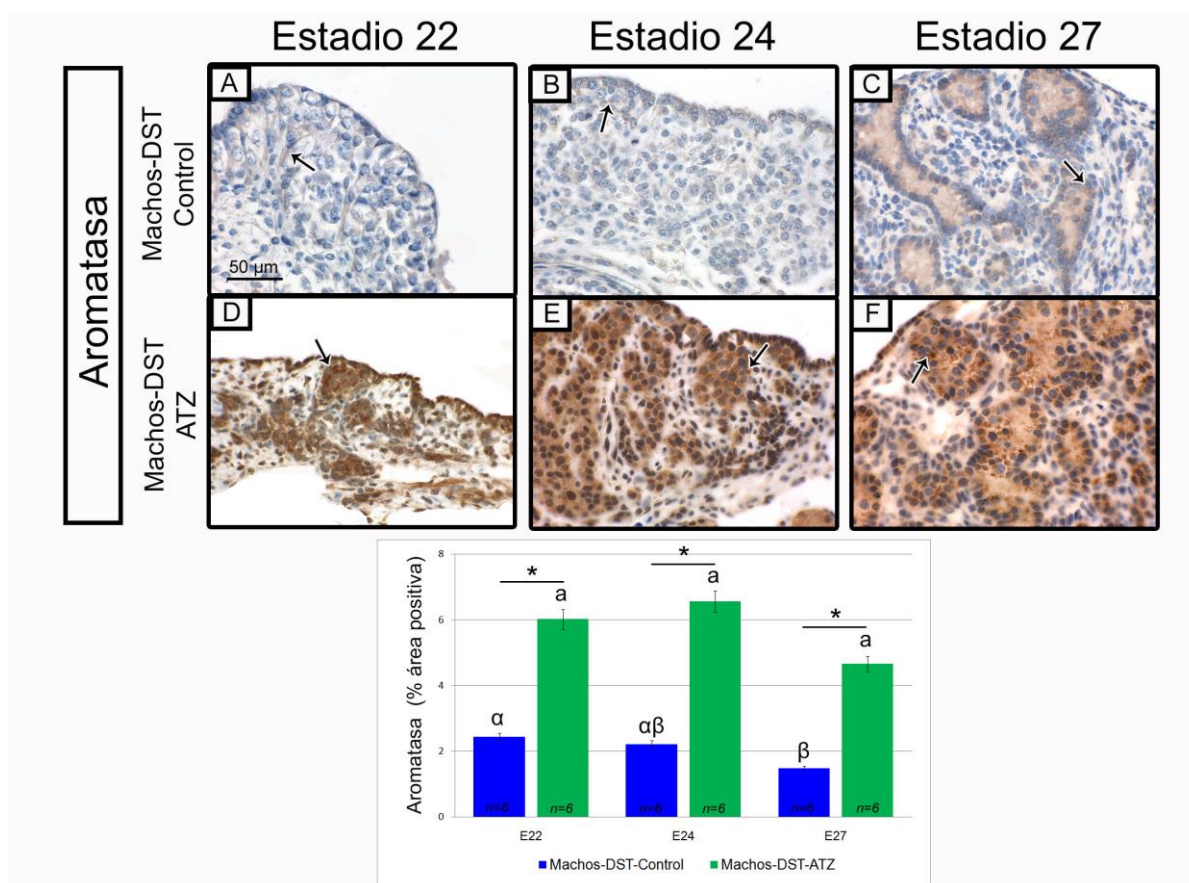 Estadio 22
Estadio 24
Estadio 27
Aromatasa
Machos-DST
Control
Machos-DST
ATZ
A
50 µm
B
C
D
E
F
Aromatasa (% área positiva)
8
6
4
2
0
α
*
a
αβ
*
a
β
*
a
n=6
n=6
n=6
n=6
n=6
n=6
E22
E24
E27
Machos-DST-Control
Machos-DST-ATZ